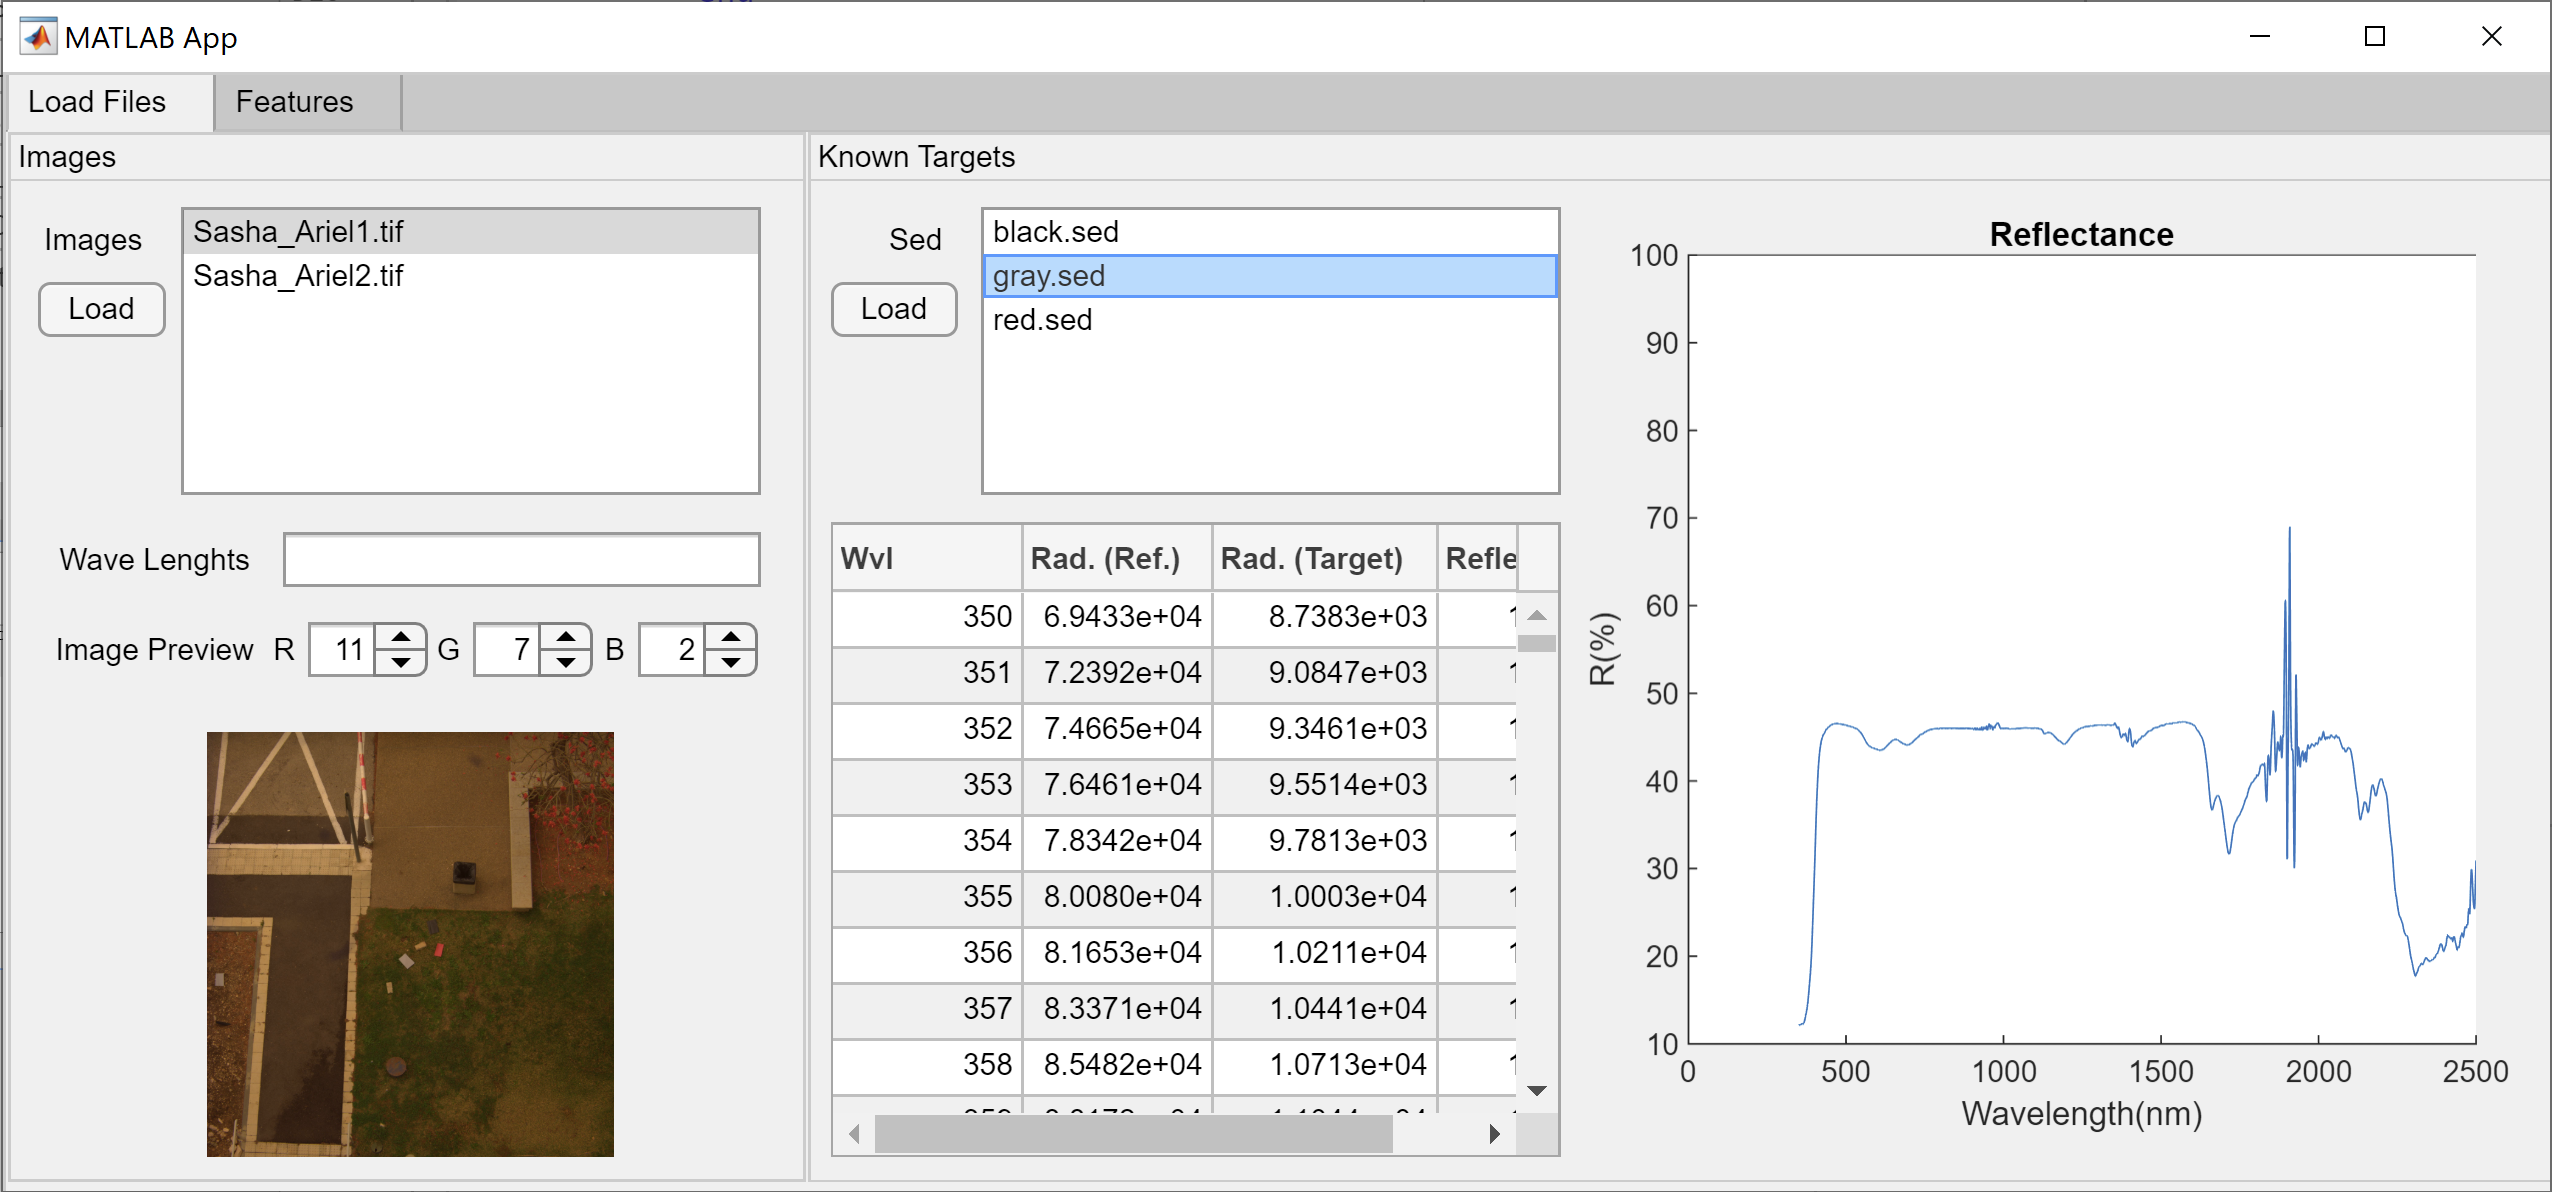 MATLAB App
Load Files Features
Images
Images
Sasha_Ariel1.tif
Sasha_Ariel2.tif
Load
Wave Lenghts
Image Preview R 11 G 7 B 2
Known Targets
Sed
black.sed
gray.sed
red.sed
Load
Wvl Rad. (Ref.) Rad. (Target) Refle
350 6.9433e+04 8.7383e+03 1
351 7.2392e+04 9.0847e+03 1
352 7.4665e+04 9.3461e+03 1
353 7.6461e+04 9.5514e+03 1
354 7.8342e+04 9.7813e+03 1
355 8.0080e+04 1.0003e+04 1
356 8.1653e+04 1.0211e+04 1
357 8.3371e+04 1.0441e+04 1
358 8.5482e+04 1.0713e+04 1
Reflectance
100
90
80
70
60
50
40
30
20
10
R(%)
0 500 1000 1500 2000 2500
Wavelength(nm)